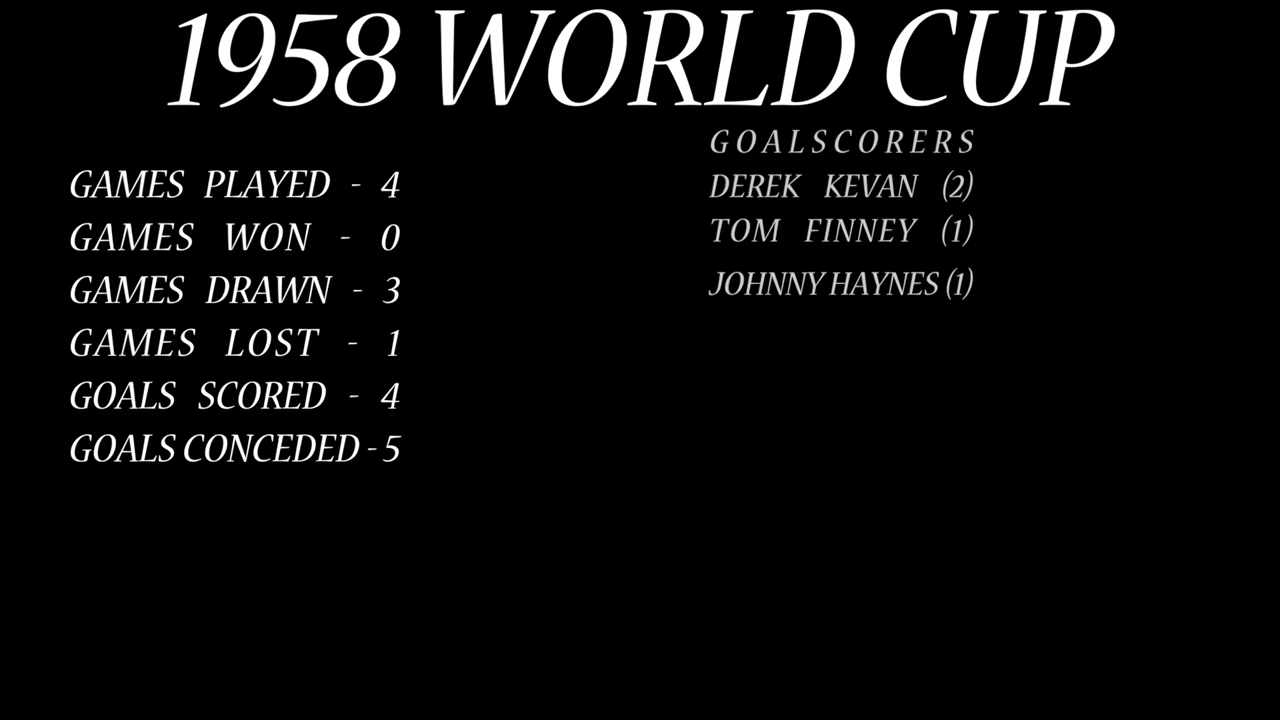 1958 WORLD CUP
GAMES PLAYED - 4
GAMES WON - 0
GAMES DRAWN - 3
GAMES LOST - 1
GOALS SCORED - 4
GOALS CONCEDED - 5
GOALSCORERS
DEREK KEVAN (2)
TOM FINNEY (1)
JOHNNY HAYNES (1)